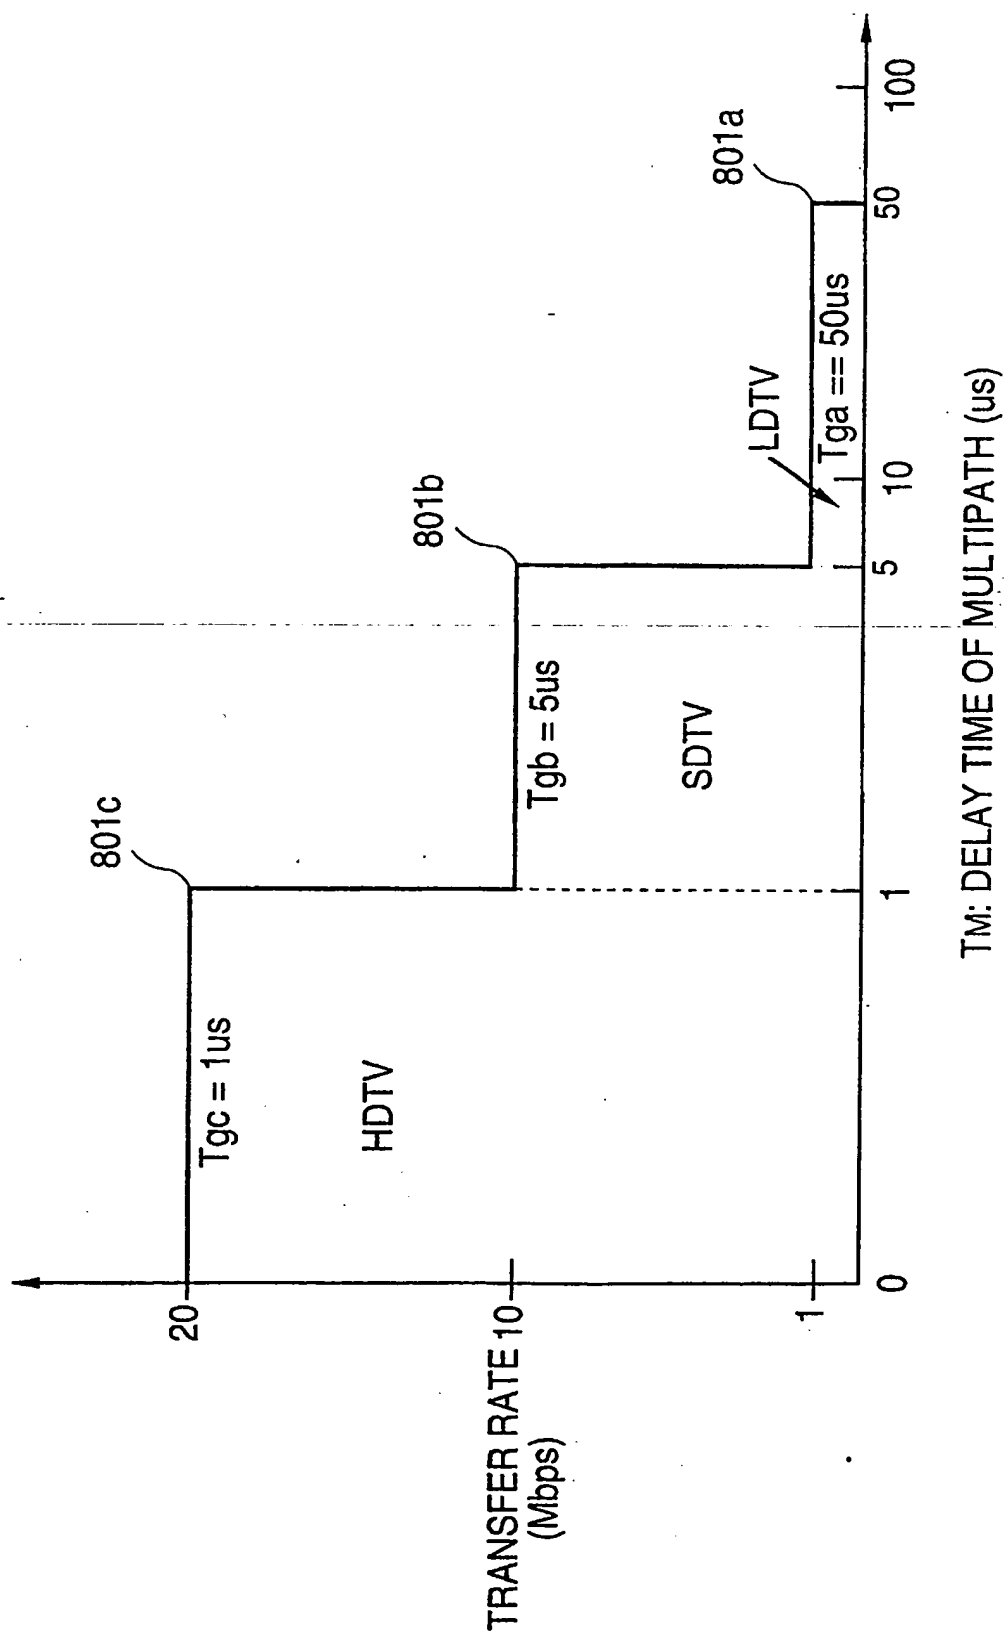 TRANSFER RATE
(Mbps)
20
10
1
0
1
5
10
50
100
Tgc = 1us
HDTV
801c
Tgb = 5us
SDTV
801b
LDTV
Tga == 50us
801a
TM: DELAY TIME OF MULTIPATH (us)